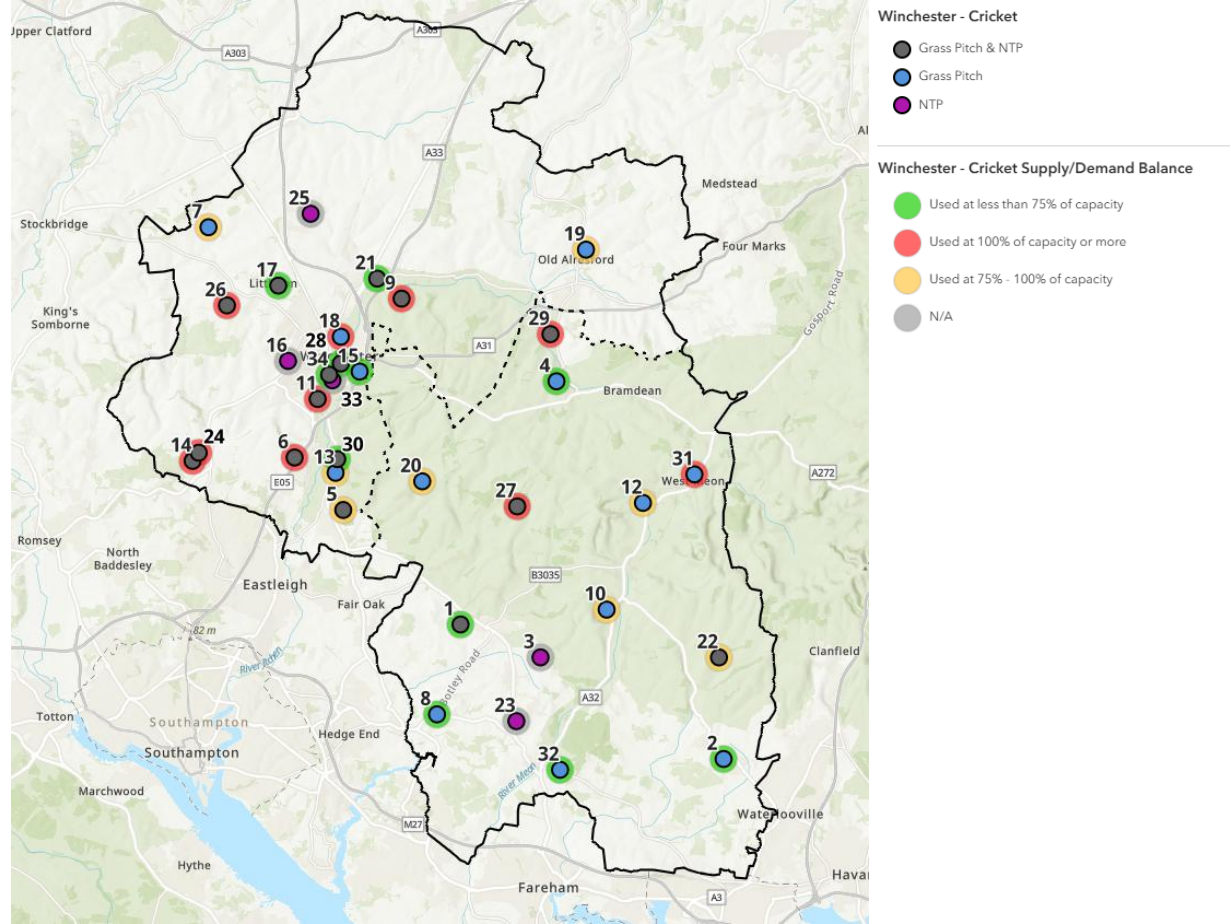 Upper Clatford
A303
A303
A33
Medstead
Al
Stockbridge
25
7
Four Marks
19
Old Alresford
17
21
9
26
Gosport Road
King's
Somborne
18
28
29
16
34
15
A31
4
Bramdean
11
33
14
24
6
30
13
31
A272
E05
20
12
5
27
Romsey
North
Baddesley
Eastleigh
B3035
Fair Oak
10
1
82 m
3
22
Clanfield
River Itchen
Botley Road
A32
8
23
Totton
Southampton
Hedge End
Southampton
2
32
River Meon
Marchwood
M27
Waterlooville
Hythe
Havan
Fareham
A3
Winchester - Cricket
Grass Pitch & NTP
Grass Pitch
NTP
Winchester - Cricket Supply/Demand Balance
Used at less than 75% of capacity
Used at 100% of capacity or more
Used at 75% - 100% of capacity
N/A